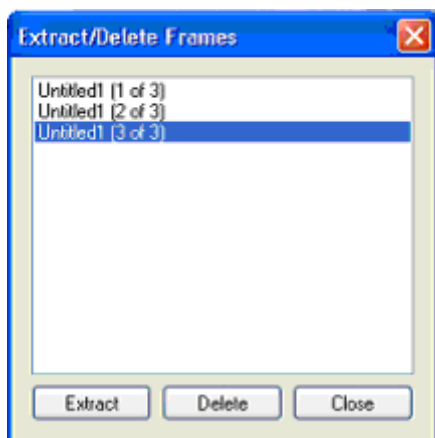 Extract/Delete Frames
Untitled1 (1 of 3)
Untitled1 (2 of 3)
Untitled1 (3 of 3)
Extract Delete Close